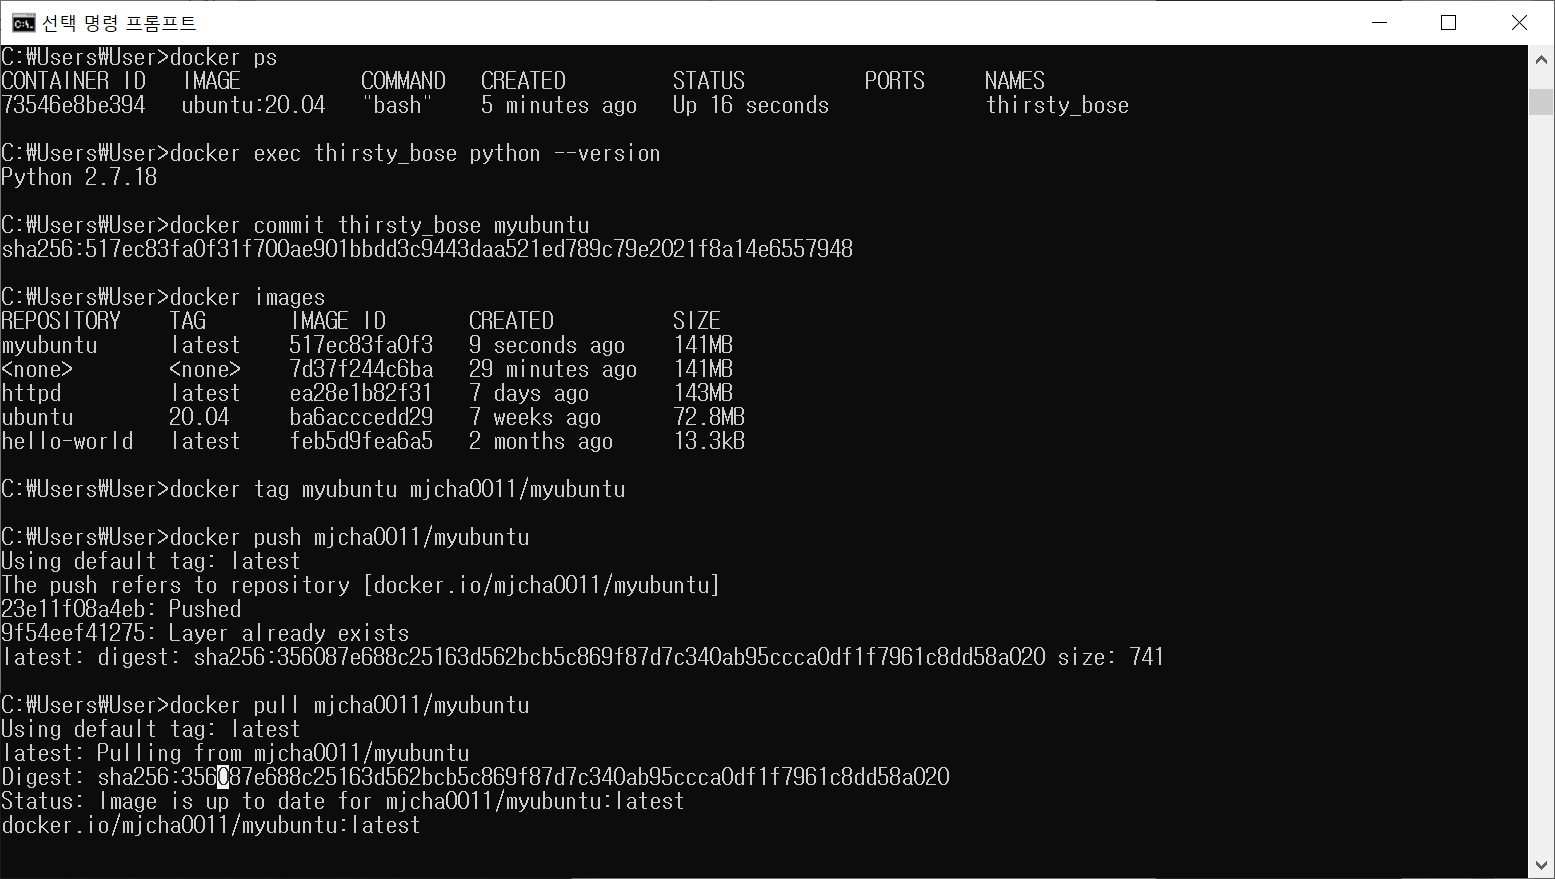 선택 명령 프롬프트
C:₩Users₩User>docker ps
CONTAINER ID   IMAGE          COMMAND   CREATED         STATUS          PORTS     NAMES
73546e8be394   ubuntu:20.04   "bash"    5 minutes ago   Up 16 seconds             thirsty_bose
C:₩Users₩User>docker exec thirsty_bose python --version
Python 2.7.18
C:₩Users₩User>docker commit thirsty_bose myubuntu
sha256:517ec83fa0f31f700ae901bbdd3c9443daa521ed789c79e2021f8a14e6557948
C:₩Users₩User>docker images
REPOSITORY    TAG       IMAGE ID       CREATED          SIZE
myubuntu      latest    517ec83fa0f3   9 seconds ago    141MB
<none>        <none>    7d37f244c6ba   29 minutes ago   141MB
httpd         latest    ea28e1b82f31   7 days ago       143MB
ubuntu        20.04     ba6acccedd29   7 weeks ago      72.8MB
hello-world   latest    feb5d9fea6a5   2 months ago     13.3kB
C:₩Users₩User>docker tag myubuntu mjcha0011/myubuntu
C:₩Users₩User>docker push mjcha0011/myubuntu
Using default tag: latest
The push refers to repository [docker.io/mjcha0011/myubuntu]
23e11f08a4eb: Pushed
9f54eef41275: Layer already exists
latest: digest: sha256:356087e688c25163d562bcb5c869f87d7c340ab95ccca0df1f7961c8dd58a020 size: 741
C:₩Users₩User>docker pull mjcha0011/myubuntu
Using default tag: latest
latest: Pulling from mjcha0011/myubuntu
Digest: sha256:356087e688c25163d562bcb5c869f87d7c340ab95ccca0df1f7961c8dd58a020
Status: Image is up to date for mjcha0011/myubuntu:latest
docker.io/mjcha0011/myubuntu:latest